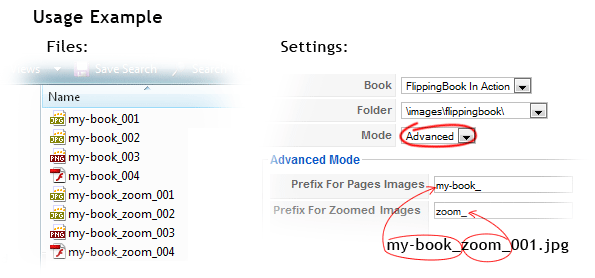 Usage Example
Files:
Save Search
Name
my-book_001
my-book_002
my-book_003
my-book_004
my-book_zoom_001
my-book_zoom_002
my-book_zoom_003
my-book_zoom_004
Settings:
Book FlippingBook In Action
Folder \images\flippingbook\
Mode Advanced
Advanced Mode
Prefix For Pages Images my-book_
Prefix For Zoomed Images zoom_
my-book_zoom_001.jpg